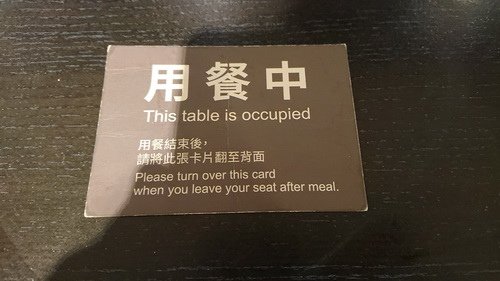 用餐中
This table is occupied
用餐結束後,
請將此張卡片翻至背面
Please turn over this card
when you leave your seat after meal.